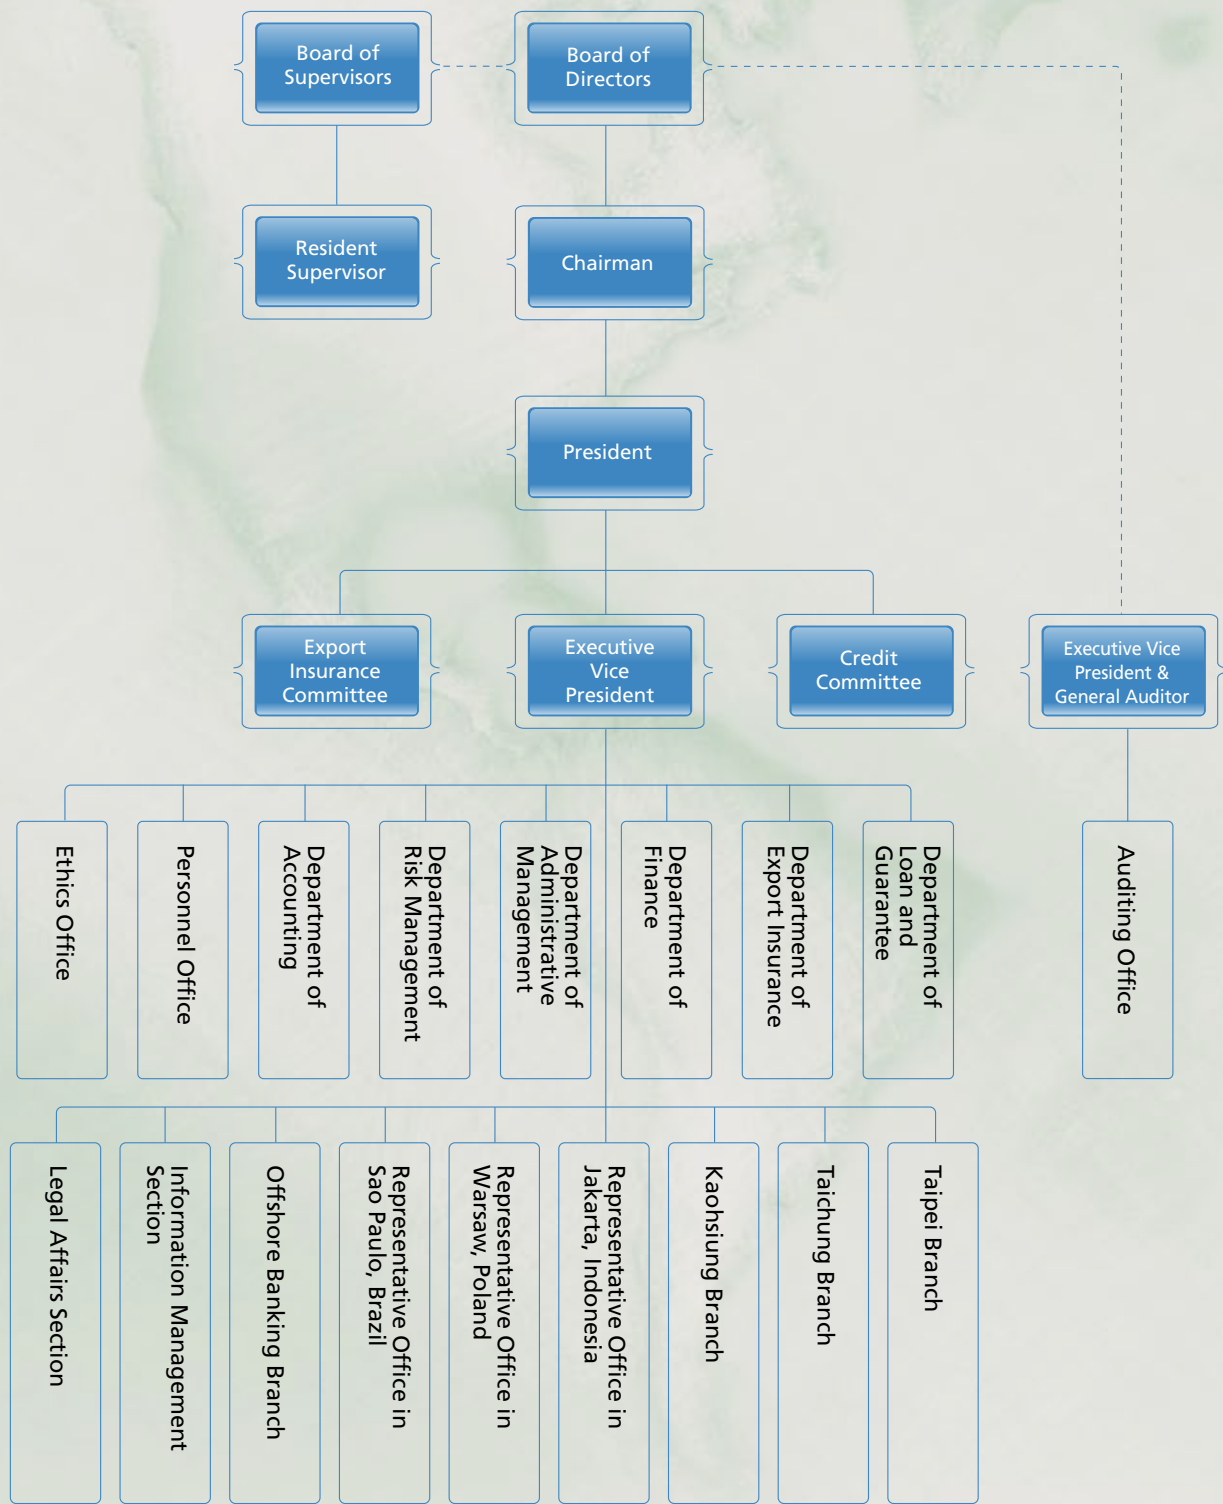 Board of
Supervisors
Board of
Directors
Resident
Supervisor
Chairman
President
Export
Insurance
Committee
Executive
Vice
President
Credit
Committee
Executive Vice
President &
General Auditor
Ethics Office
Personnel Office
Department of
Accounting
Department of
Risk Management
Department of
Administrative
Management
Department of
Finance
Department of
Export Insurance
Department of
Loan and
Guarantee
Auditing Office
Legal Affairs Section
Information Management
Section
Offshore Banking Branch
Representative Office in
Sao Paulo, Brazil
Representative Office in
Warsaw, Poland
Representative Office in
Jakarta, Indonesia
Kaohsiung Branch
Taichung Branch
Taipei Branch